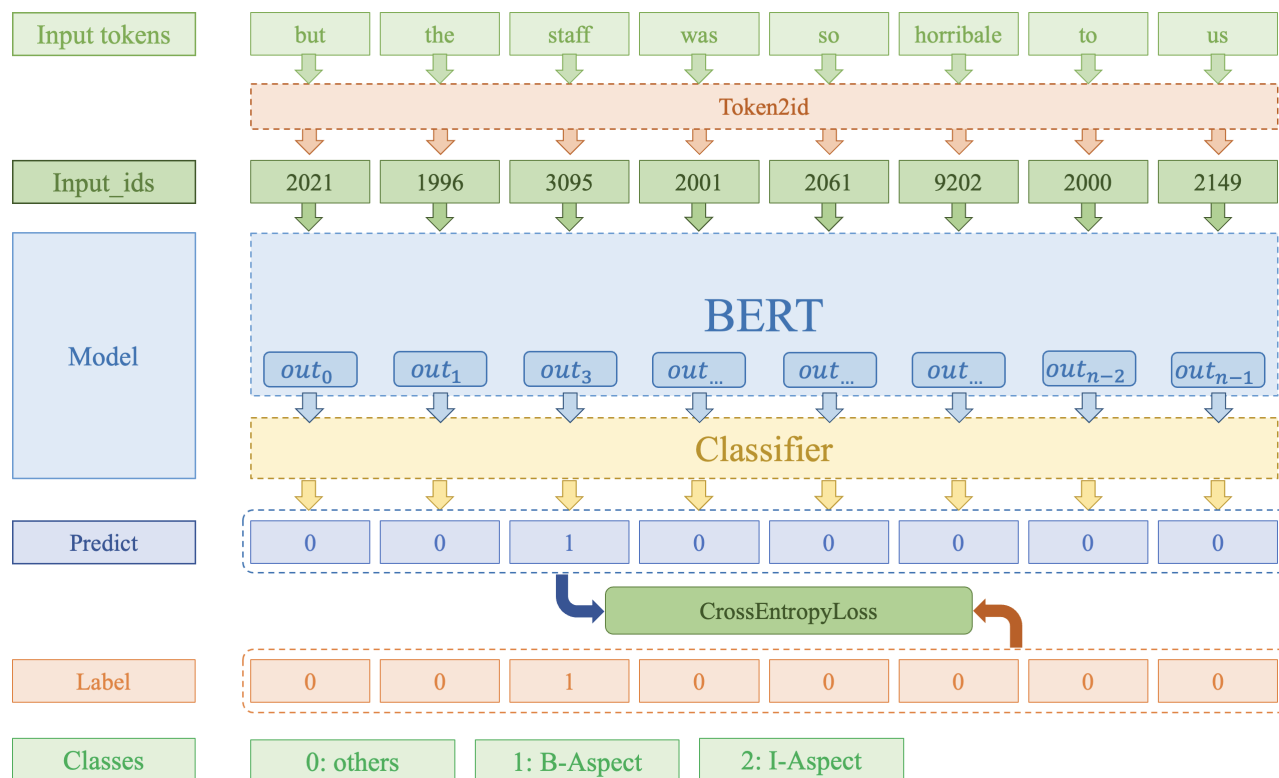 Input tokens but the staff was so horribale to us
Token2id
Input_ids 2021 1996 3095 2001 2061 9202 2000 2149
Model
BERT
out₀ out₁ out₃ out... out... out... outₙ₋₂ outₙ₋₁
Classifier
Predict 0 0 1 0 0 0 0 0
CrossEntropyLoss
Label 0 0 1 0 0 0 0 0
Classes 0: others 1: B-Aspect 2: I-Aspect